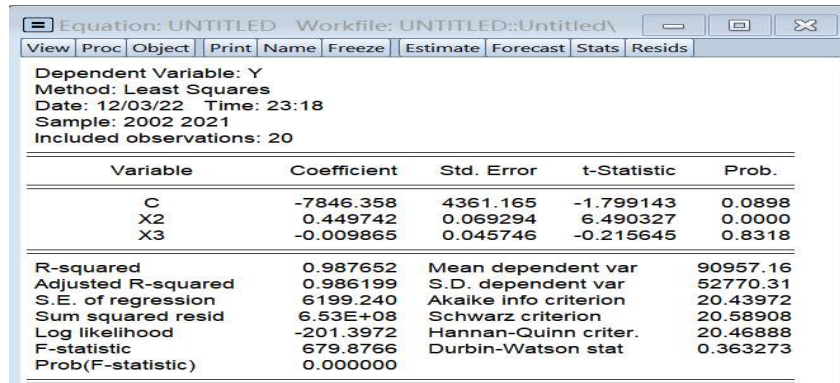 Equation: UNTITLED Workfile: UNTITLED::Untitled\
View Proc Object Print Name Freeze Estimate Forecast Stats Resids
Dependent Variable: Y
Method: Least Squares
Date: 12/03/22 Time: 23:18
Sample: 2002 2021
Included observations: 20
Variable Coefficient Std. Error t-Statistic Prob.
C -7846.358 4361.165 -1.799143 0.0898
X2 0.449742 0.069294 6.490327 0.0000
X3 -0.009865 0.045746 -0.215645 0.8318
R-squared 0.987652 Mean dependent var 90957.16
Adjusted R-squared 0.986199 S.D. dependent var 52770.31
S.E. of regression 6199.240 Akaike info criterion 20.43972
Sum squared resid 6.53E+08 Schwarz criterion 20.58908
Log likelihood -201.3972 Hannan-Quinn criter. 20.46888
F-statistic 679.8766 Durbin-Watson stat 0.363273
Prob(F-statistic) 0.000000